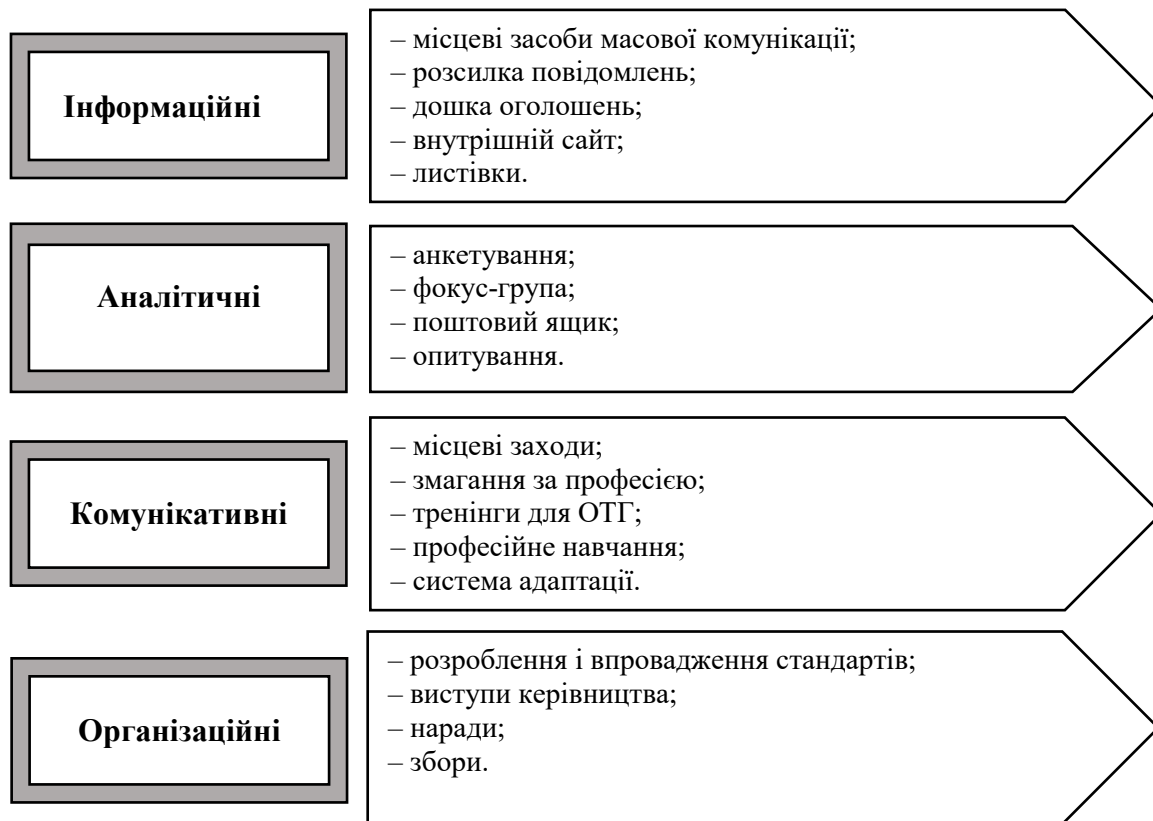 Інформаційні
– місцеві засоби масової комунікації;
– розсилка повідомлень;
– дошка оголошень;
– внутрішній сайт;
– листівки.
Аналітичні
– анкетування;
– фокус-група;
– поштовий ящик;
– опитування.
Комунікативні
– місцеві заходи;
– змагання за професією;
– тренінги для ОТГ;
– професійне навчання;
– система адаптації.
Організаційні
– розроблення і впровадження стандартів;
– виступи керівництва;
– наради;
– збори.